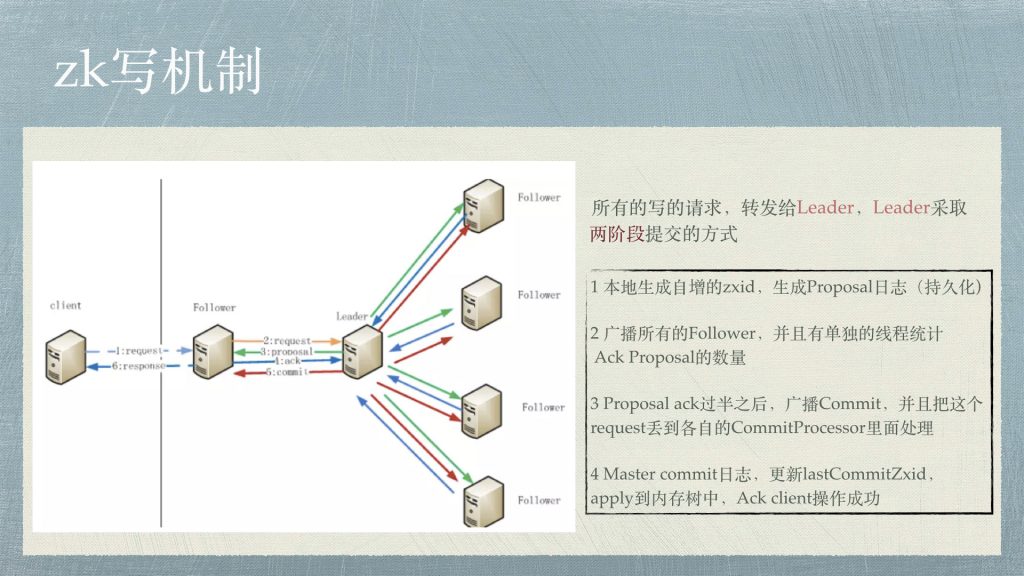 zk写机制
client
Follower
Leader
Follower
Follower
Follower
Follower
1:request
6:response
2:request
3:proposal
4:ack
5:commit
所有的写的请求，转发给Leader，Leader采取
两阶段提交的方式
1 本地生成自增的zxid，生成Proposal日志（持久化）
2 广播所有的Follower，并且有单独的线程统计
Ack Proposal的数量
3 Proposal ack过半之后，广播Commit，并且把这个
request丢到各自的CommitProcessor里面处理
4 Master commit日志，更新lastCommitZxid，
apply到内存树中，Ack client操作成功